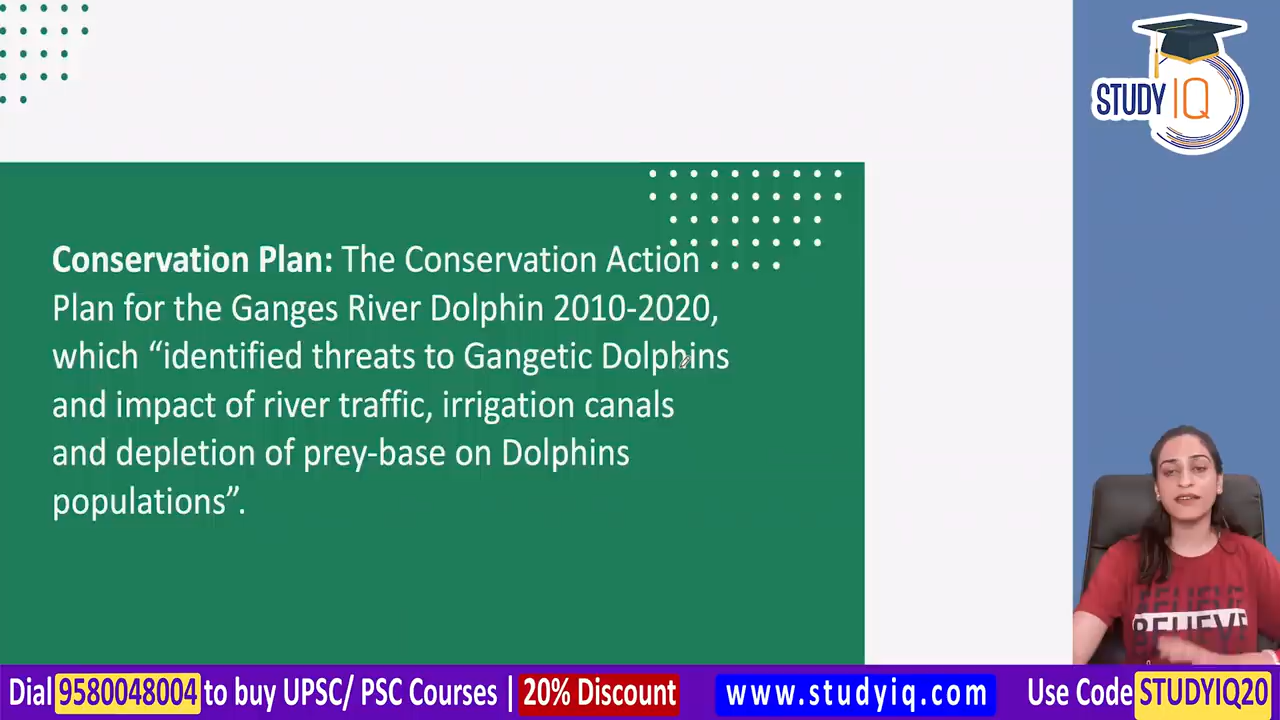 STUDY IQ
Conservation Plan: The Conservation Action
Plan for the Ganges River Dolphin 2010-2020,
which “identified threats to Gangetic Dolphins
and impact of river traffic, irrigation canals
and depletion of prey-base on Dolphins
populations”.
BELIEVE
BELIEVE
Dial 9580048004 to buy UPSC/ PSC Courses | 20% Discount
www.studyiq.com
Use Code STUDYIQ20